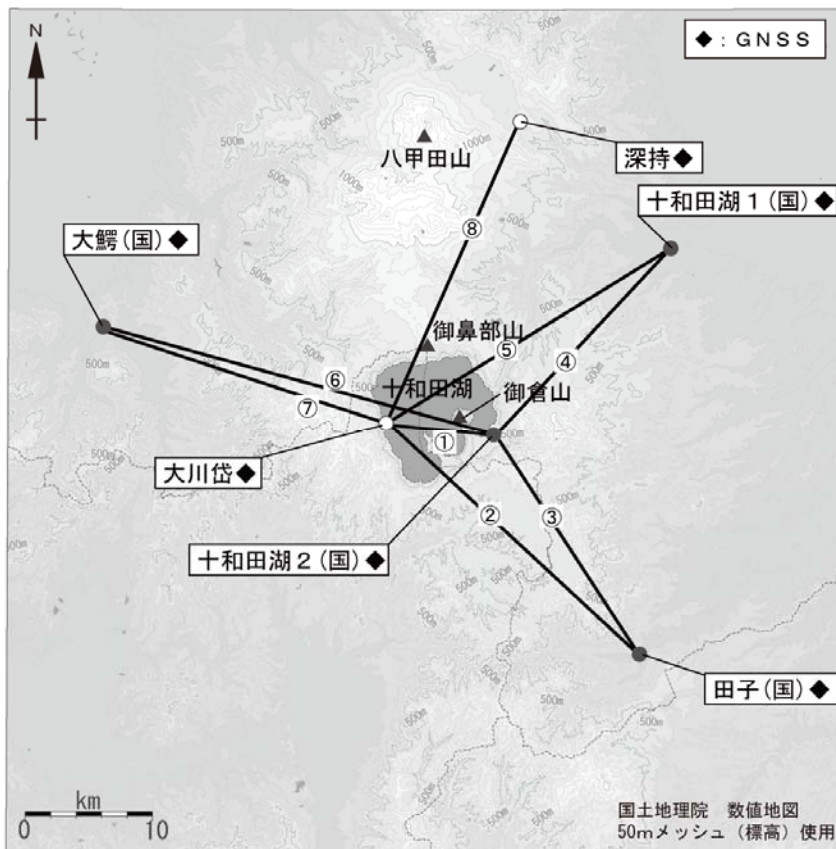 N
◆：GNSS
八甲田山
深持◆
十和田湖1(国)◆
大鰐(国)◆
⑧
御鼻部山
⑤
④
⑥
十和田湖
御倉山
⑦
①
大川岱◆
②
③
十和田湖2(国)◆
田子(国)◆
km
0 10
国土地理院 数値地図
50mメッシュ（標高）使用
500m
1000m